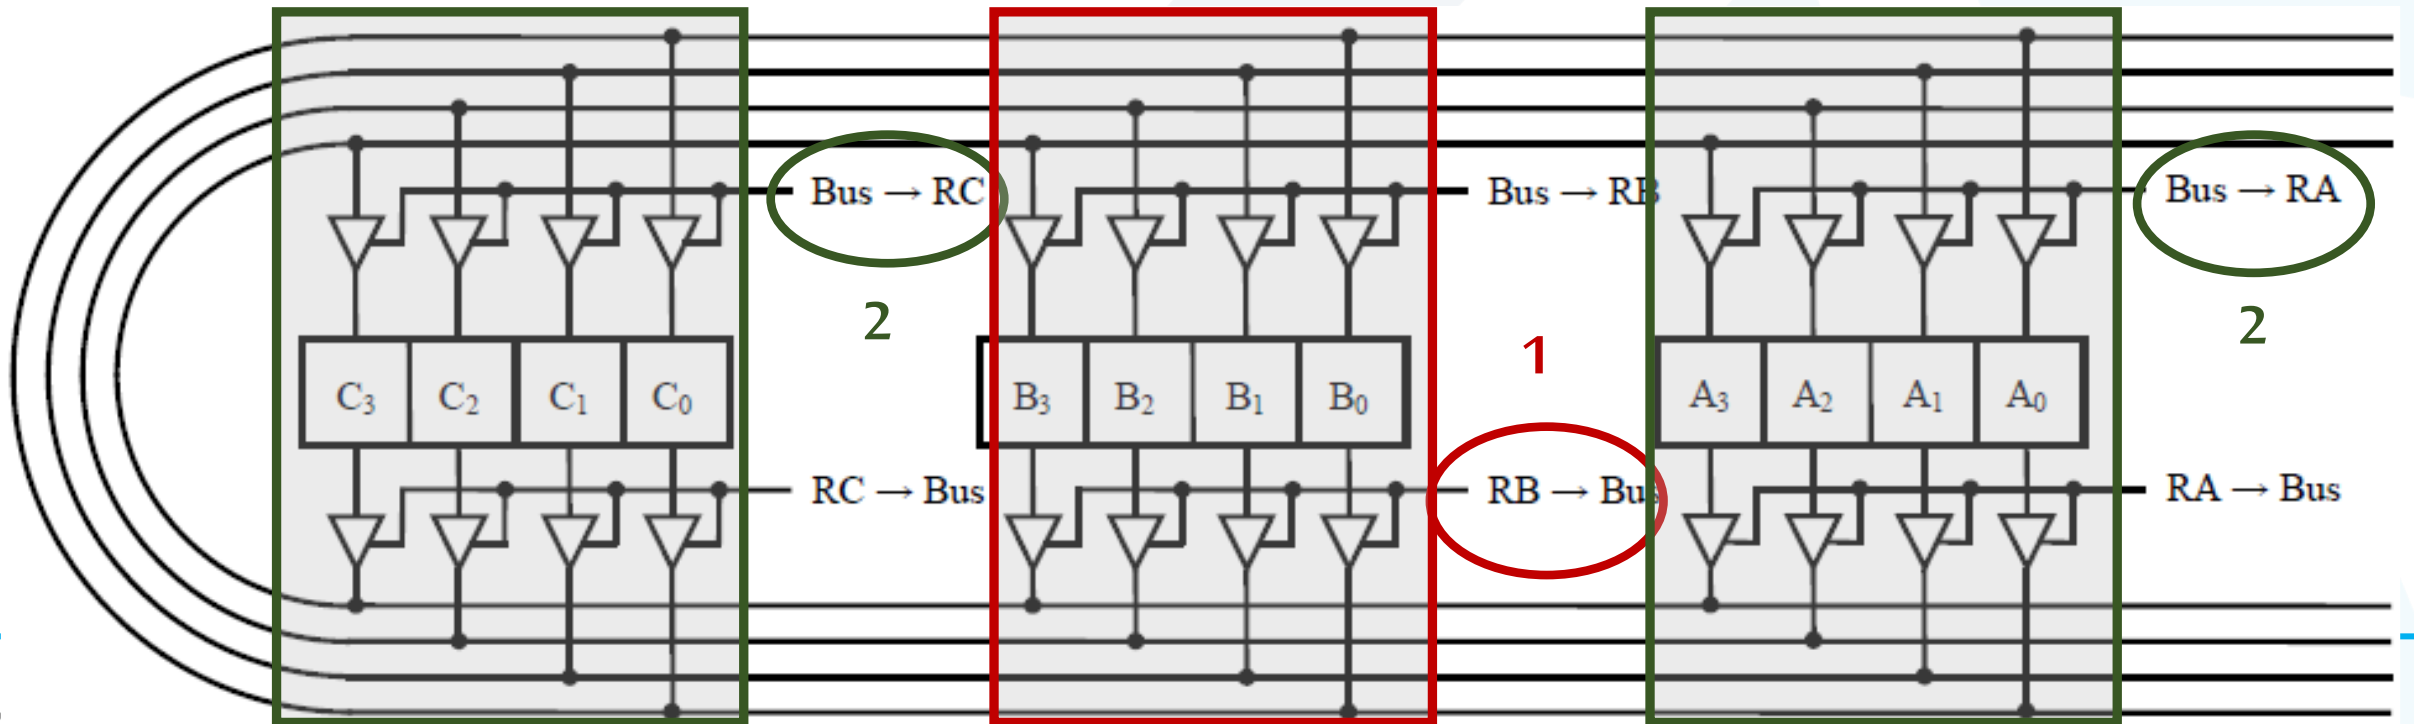 Bus → RC
Bus → RB
Bus → RA
2
1
2
C₃ C₂ C₁ C₀
B₃ B₂ B₁ B₀
A₃ A₂ A₁ A₀
RC → Bus
RB → Bus
RA → Bus